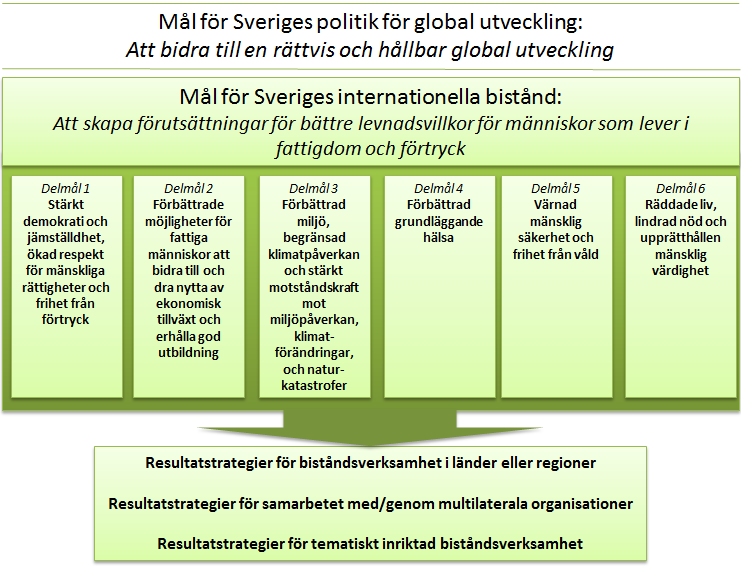 Mål för Sveriges politik för global utveckling:
Att bidra till en rättvis och hållbar global utveckling
Mål för Sveriges internationella bistånd:
Att skapa förutsättningar för bättre levnadsvillkor för människor som lever i
fattigdom och förtryck
Delmål 1
Stärkt
demokrati och
jämställdhet,
ökad respekt
för mänskliga
rättigheter och
frihet från
förtryck
Delmål 2
Förbättrade
möjligheter för
fattiga
människor att
bidra till och
dra nytta av
ekonomisk
tillväxt och
erhålla god
utbildning
Delmål 3
Förbättrad
miljö,
begränsad
klimatpåverkan
och stärkt
motståndskraft
mot
miljöpåverkan,
klimat-
förändringar,
och natur-
katastrofer
Delmål 4
Förbättrad
grundläggande
hälsa
Delmål 5
Värnad
mänsklig
säkerhet och
frihet från våld
Delmål 6
Räddade liv,
lindrad nöd och
upprätthållen
mänsklig
värdighet
Resultatstrategier för biståndsverksamhet i länder eller regioner
Resultatstrategier för samarbetet med/genom multilaterala organisationer
Resultatstrategier för tematiskt inriktad biståndsverksamhet